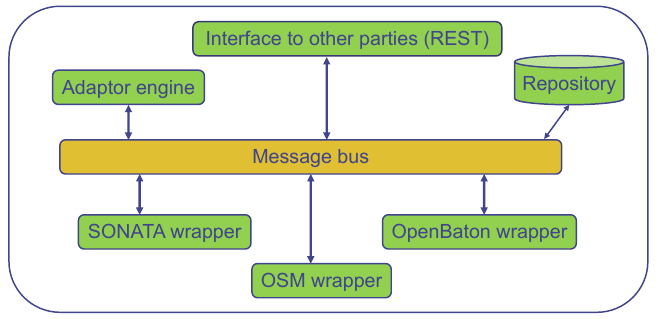 Interface to other parties (REST)
Adaptor engine
Repository
Message bus
SONATA wrapper
OpenBaton wrapper
OSM wrapper